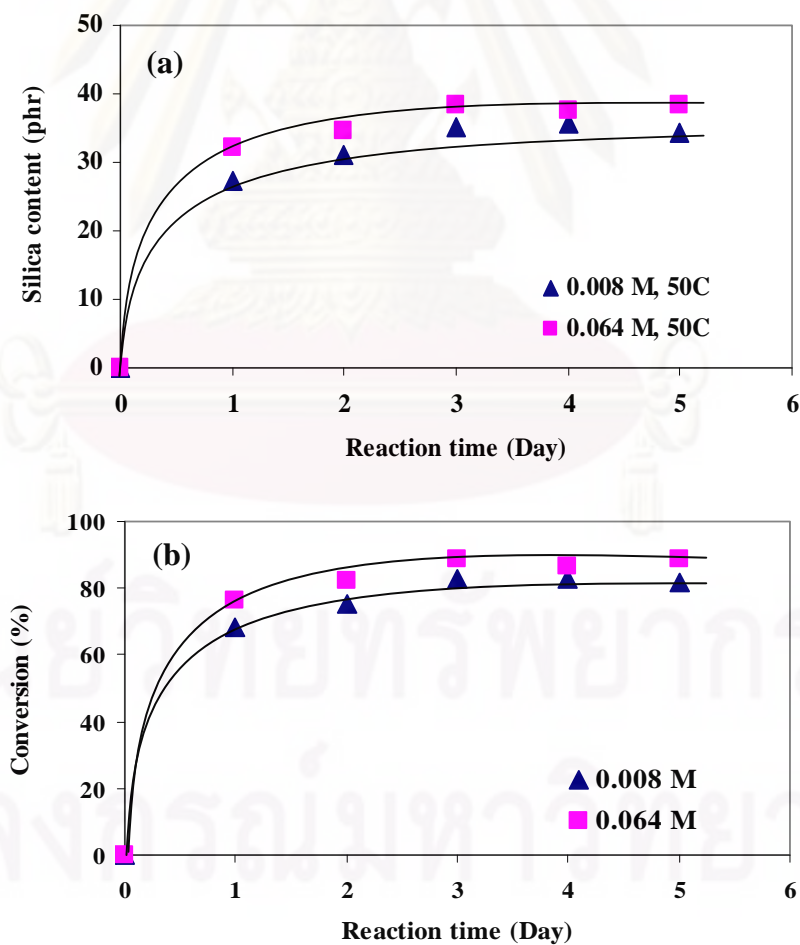 50
(a)
40
30
20
10
0
Silica content (phr)
0.008 M, 50C
0.064 M, 50C
0 1 2 3 4 5 6
Reaction time (Day)
100
(b)
80
60
40
20
0
Conversion (%)
0.008 M
0.064 M
0 1 2 3 4 5 6
Reaction time (Day)